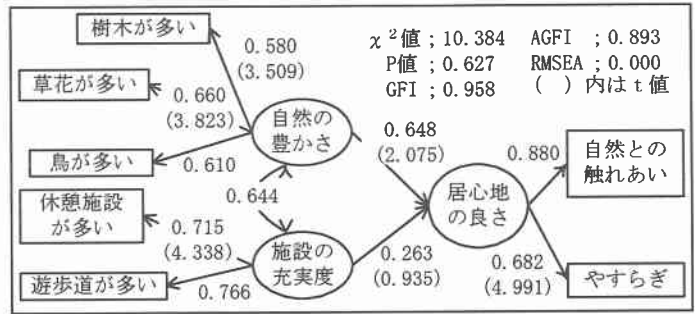 樹木が多い
0.580
(3.509)
χ²値 ; 10.384 AGFI ; 0.893
P値 ; 0.627 RMSEA ; 0.000
GFI ; 0.958 ( )内はt値
草花が多い
0.660
(3.823)
自然の
豊かさ
0.648
(2.075)
鳥が多い
0.610
0.880
自然との
触れあい
休憩施設
が多い
0.644
居心地
の良さ
0.715
(4.338)
施設の
充実度
0.263
(0.935)
0.682
(4.991)
遊歩道が多い
0.766
やすらぎ